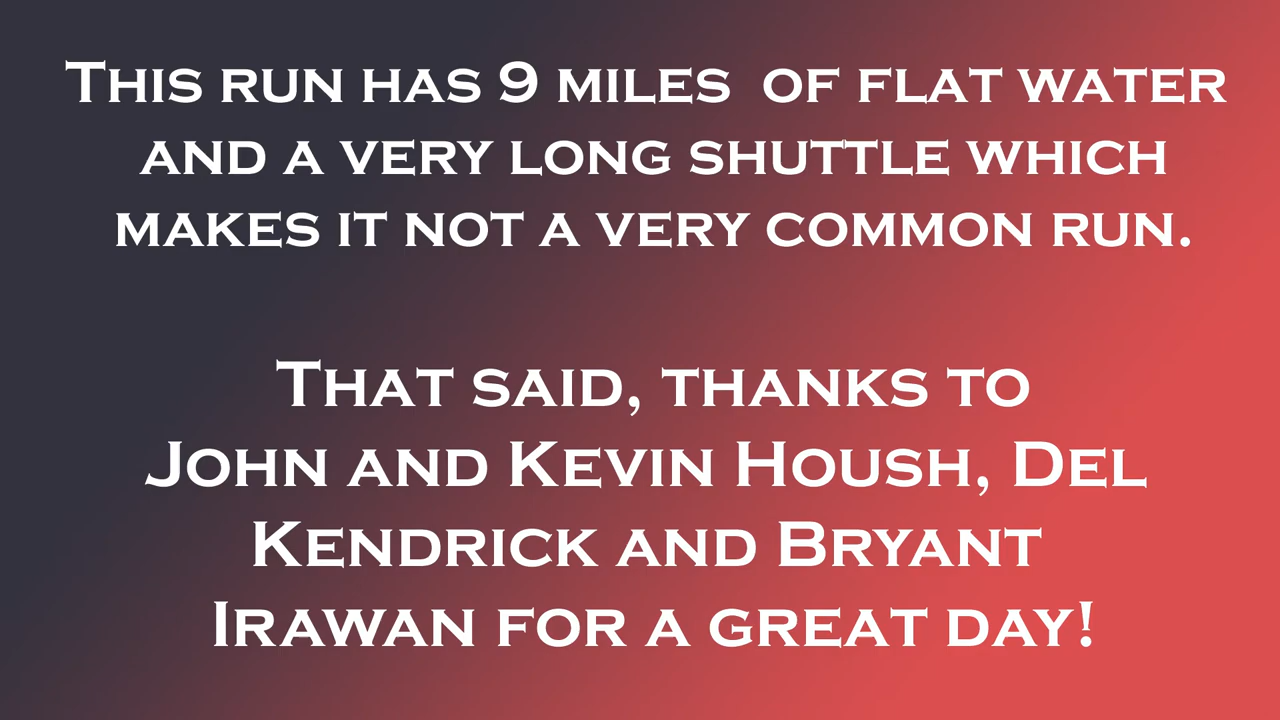 This run has 9 miles of flat water
and a very long shuttle which
makes it not a very common run.
That said, thanks to
John and Kevin Housh, Del
Kendrick and Bryant
Irawan for a great day!